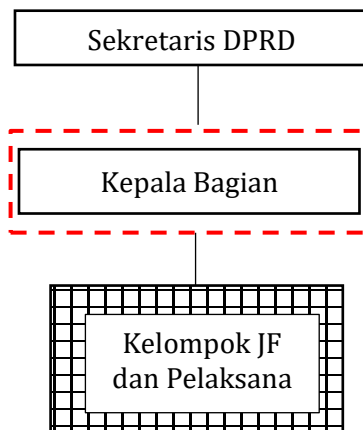 Sekretaris DPRD
Kepala Bagian
Kelompok JF
dan Pelaksana